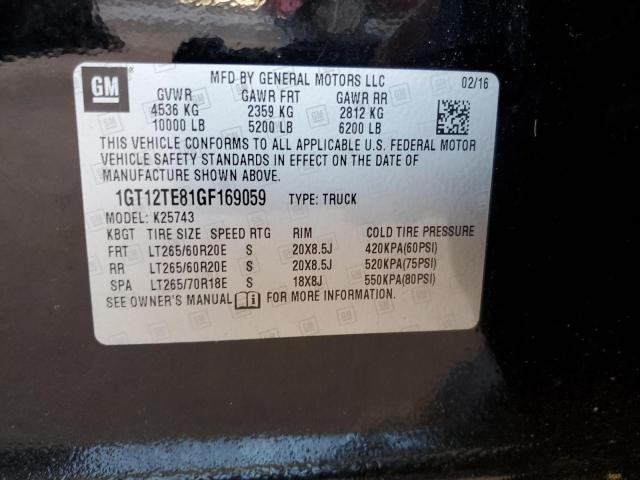 GM
MFD BY GENERAL MOTORS LLC 02/16
GVWR GAWR FRT GAWR RR
4536 KG 2359 KG 2812 KG
10000 LB 5200 LB 6200 LB
THIS VEHICLE CONFORMS TO ALL APPLICABLE U.S. FEDERAL MOTOR
VEHICLE SAFETY STANDARDS IN EFFECT ON THE DATE OF
MANUFACTURE SHOWN ABOVE.
1GT12TE81GF169059 TYPE: TRUCK
MODEL: K25743
KBGT TIRE SIZE SPEED RTG RIM COLD TIRE PRESSURE
FRT LT265/60R20E S 20X8.5J 420KPA(60PSI)
RR LT265/60R20E S 20X8.5J 520KPA(75PSI)
SPA LT265/70R18E S 18X8J 550KPA(80PSI)
SEE OWNER'S MANUAL FOR MORE INFORMATION.